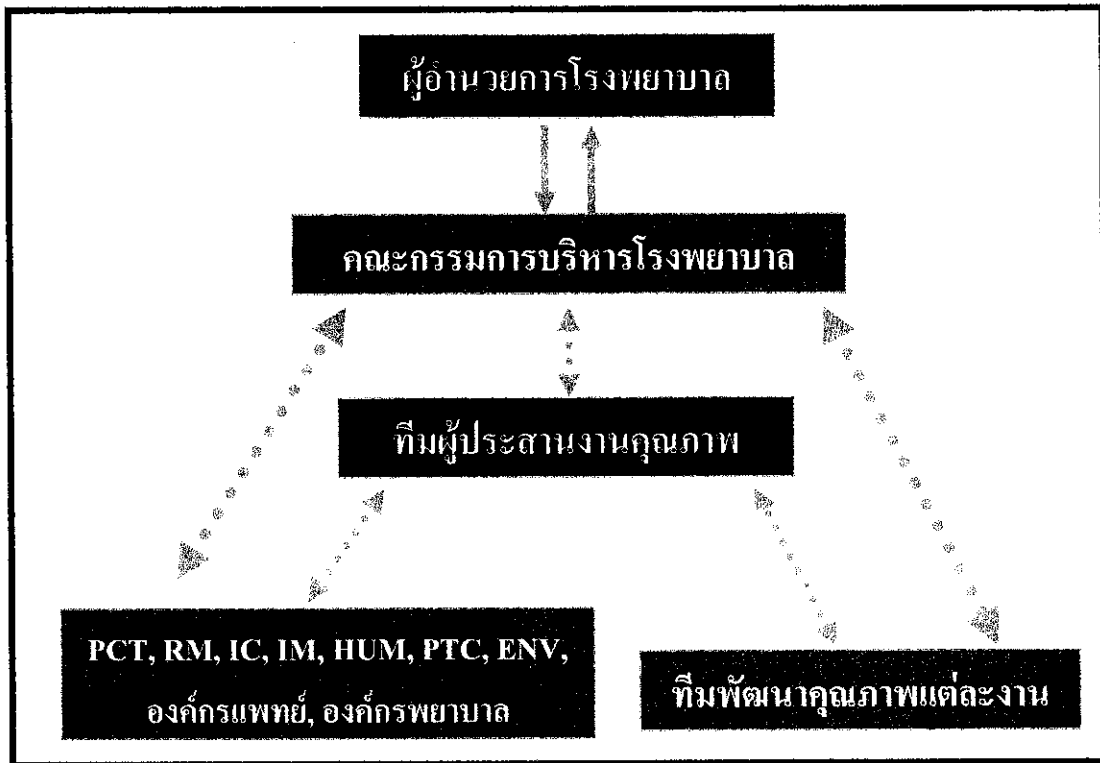 ผู้อำนวยการโรงพยาบาล
คณะกรรมการบริหารโรงพยาบาล
ทีมผู้ประสานงานคุณภาพ
PCT, RM, IC, IM, HUM, PTC, ENV,
องค์กรแพทย์, องค์กรพยาบาล
ทีมพัฒนาคุณภาพแต่ละงาน